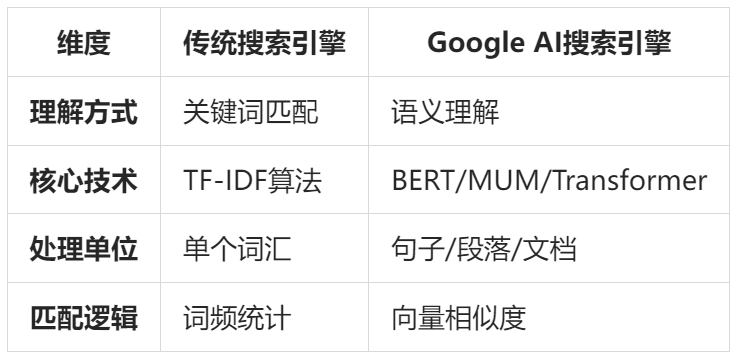 维度 传统搜索引擎 Google AI搜索引擎
理解方式 关键词匹配 语义理解
核心技术 TF-IDF算法 BERT/MUM/Transformer
处理单位 单个词汇 句子/段落/文档
匹配逻辑 词频统计 向量相似度